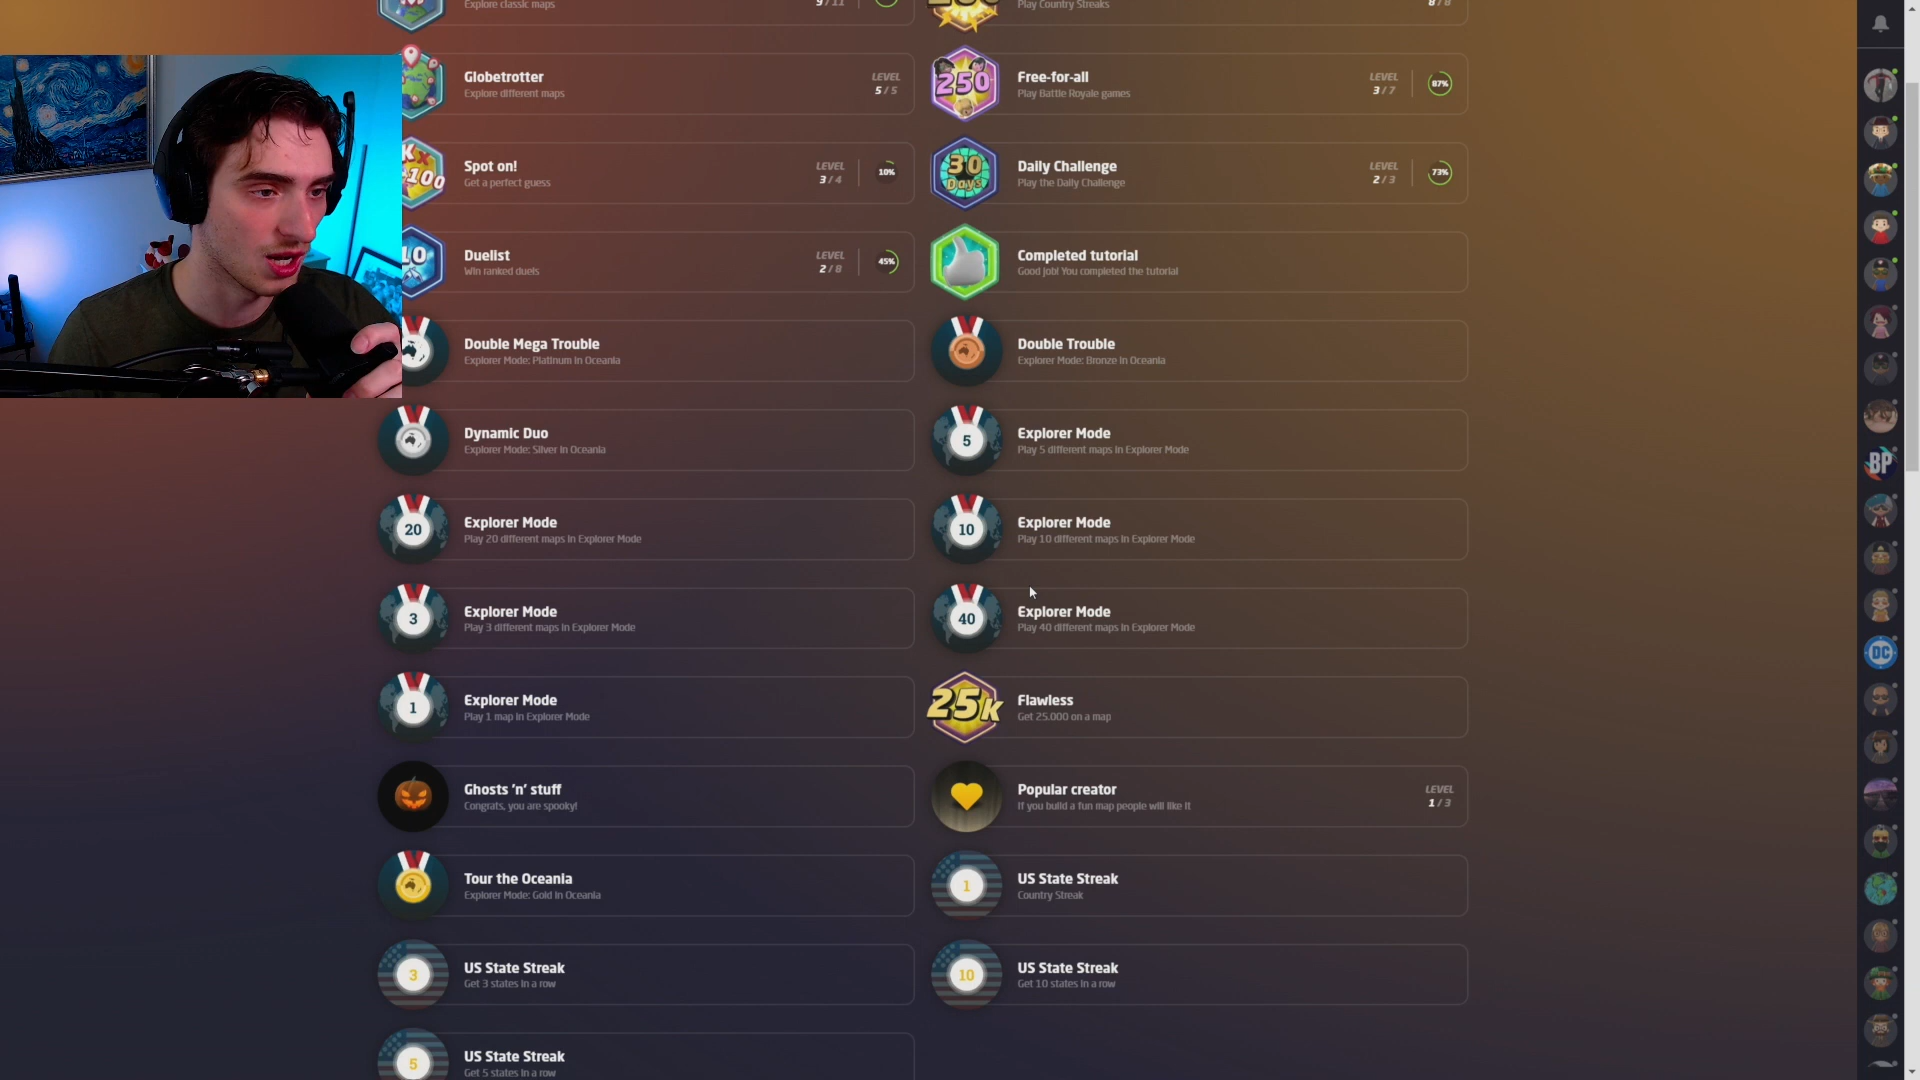 Explore classic maps
9 / 11
Play Country Streaks
8 / 8
Globetrotter
Explore different maps
LEVEL
5 / 5
250
Free-for-all
Play Battle Royale games
LEVEL
3 / 7
87%
x100
Spot on!
Get a perfect guess
LEVEL
3 / 4
10%
30
Days
Daily Challenge
Play the Daily Challenge
LEVEL
2 / 3
73%
10
Duelist
Win ranked duels
LEVEL
2 / 8
45%
Completed tutorial
Good job! You completed the tutorial
Double Mega Trouble
Explorer Mode: Platinum in Oceania
Double Trouble
Explorer Mode: Bronze in Oceania
Dynamic Duo
Explorer Mode: Silver in Oceania
5
Explorer Mode
Play 5 different maps in Explorer Mode
BP
20
Explorer Mode
Play 20 different maps in Explorer Mode
10
Explorer Mode
Play 10 different maps in Explorer Mode
3
Explorer Mode
Play 3 different maps in Explorer Mode
40
Explorer Mode
Play 40 different maps in Explorer Mode
DC
1
Explorer Mode
Play 1 map in Explorer Mode
25K
Flawless
Get 25.000 on a map
Ghosts 'n' stuff
Congrats, you are spooky!
Popular creator
If you build a fun map people will like it
LEVEL
1 / 3
Tour the Oceania
Explorer Mode: Gold in Oceania
1
US State Streak
Country Streak
3
US State Streak
Get 3 states in a row
10
US State Streak
Get 10 states in a row
5
US State Streak
Get 5 states in a row